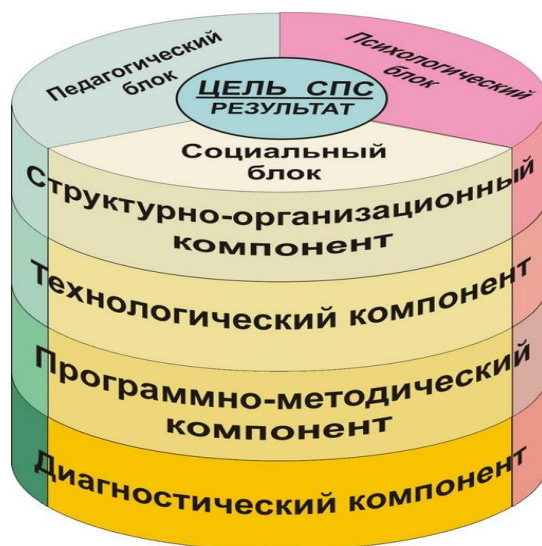 Педагогический
блок
Психологический
блок
ЦЕЛЬ СПС
РЕЗУЛЬТАТ
Социальный
блок
Структурно-организационный
компонент
Технологический компонент
Программно-методический
компонент
Диагностический компонент